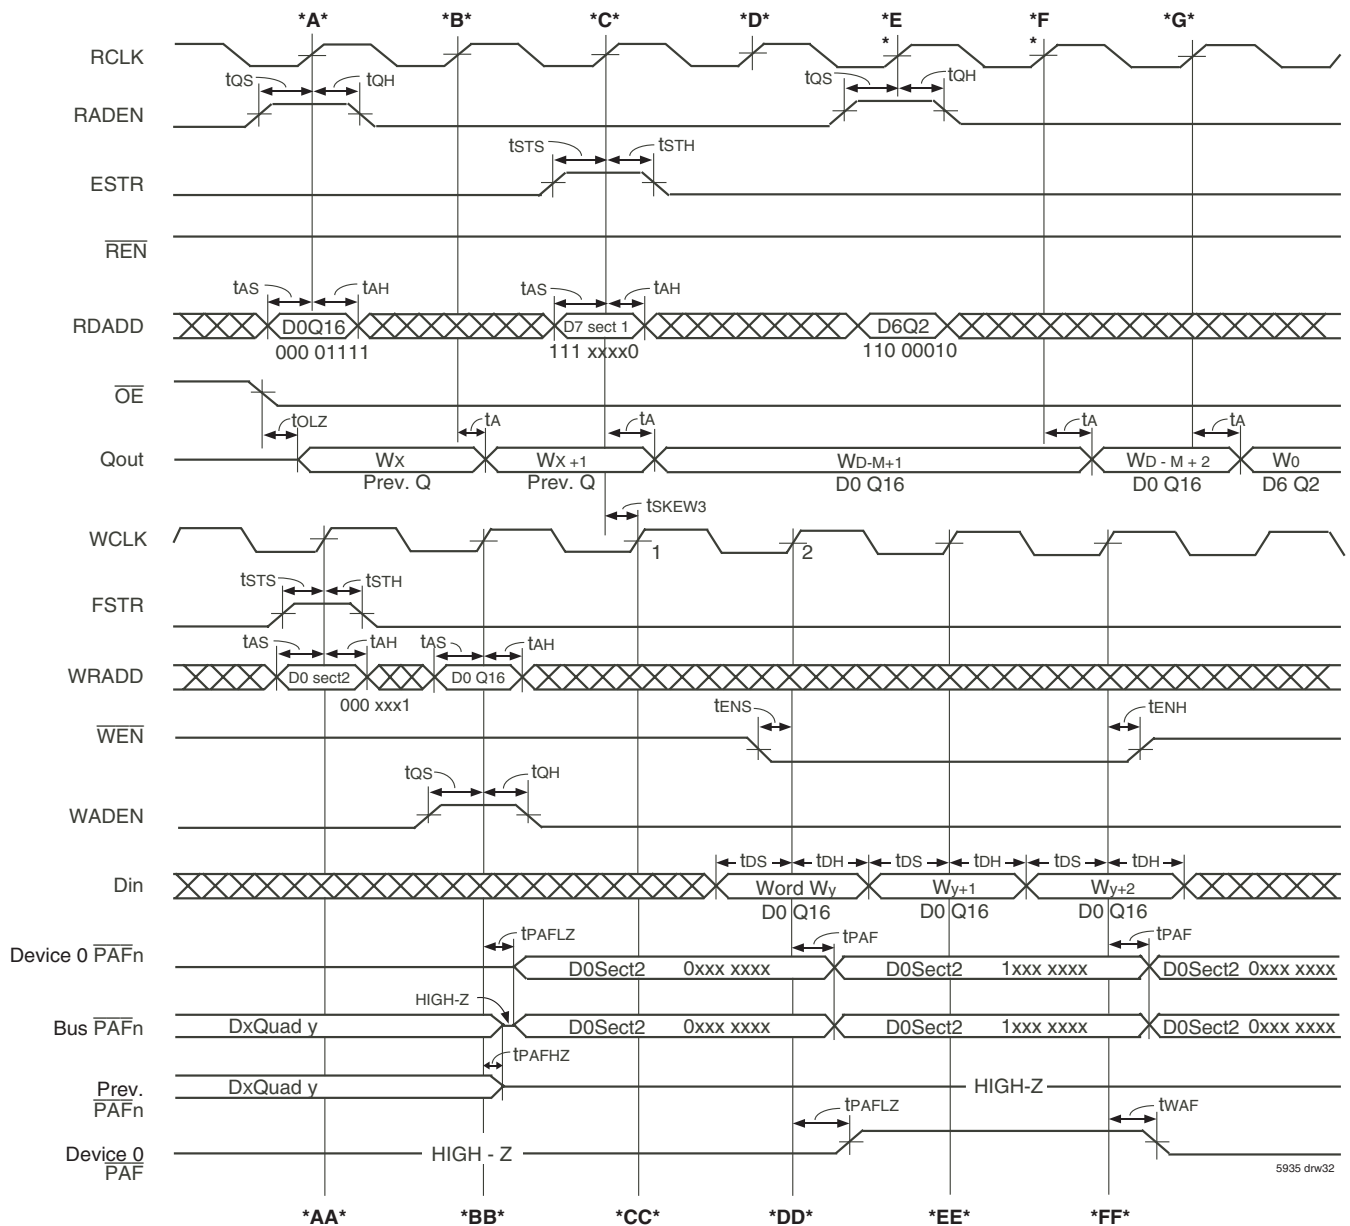 *A*
*B*
*C*
*D*
*E
*
*F
*
*G*
RCLK
tQS
tQH
tQS
tQH
RADEN
tSTS
tSTH
ESTR
REN
tAS
tAH
tAS
tAH
RDADD
D0Q16
D7 sect 1
D6Q2
000 01111
111 xxxx0
110 00010
OE
tOLZ
tA
tA
tA
tA
Qout
WX
WX +1
WD-M+1
WD - M + 2
W0
Prev. Q
Prev. Q
D0 Q16
D0 Q16
D6 Q2
tSKEW3
WCLK
1
2
tSTS
tSTH
FSTR
tAS
tAH
tAS
tAH
WRADD
D0 sect2
D0 Q16
000 xxx1
tENS
tENH
WEN
tQS
tQH
WADEN
tDS
tDH
tDS
tDH
tDS
tDH
Din
Word Wy
Wy+1
Wy+2
D0 Q16
D0 Q16
D0 Q16
tPAFLZ
tPAF
tPAF
Device 0 PAFn
D0Sect2 0xxx xxxx
D0Sect2 1xxx xxxx
D0Sect2 0xxx xxxx
HIGH-Z
Bus PAFn
DxQuad y
D0Sect2 0xxx xxxx
D0Sect2 1xxx xxxx
D0Sect2 0xxx xxxx
tPAFHZ
Prev.
PAFn
DxQuad y
HIGH-Z
tPAFLZ
tWAF
Device 0
PAF
HIGH - Z
5935 drw32
*AA*
*BB*
*CC*
*DD*
*EE*
*FF*